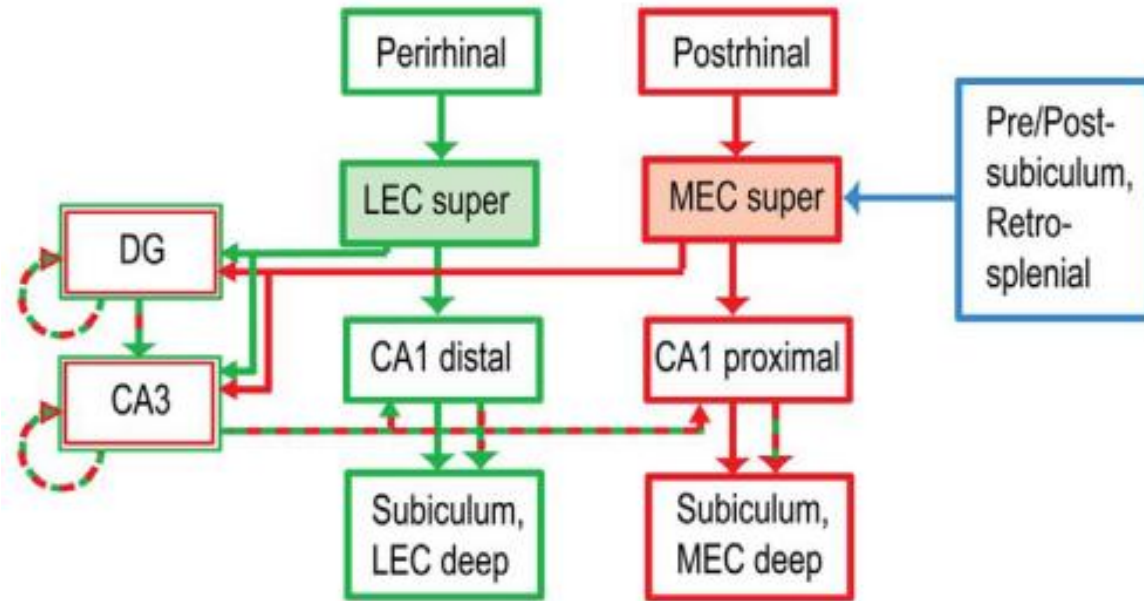 Perirhinal
Postrhinal
Pre/Post-
subiculum,
Retro-
splenial
LEC super
MEC super
DG
CA1 distal
CA1 proximal
CA3
Subiculum,
LEC deep
Subiculum,
MEC deep